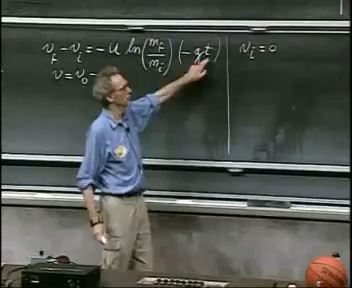 v_f - v_i = -u ln(m_f/m_i) (-gt)
v = v_0 -
v_i = 0